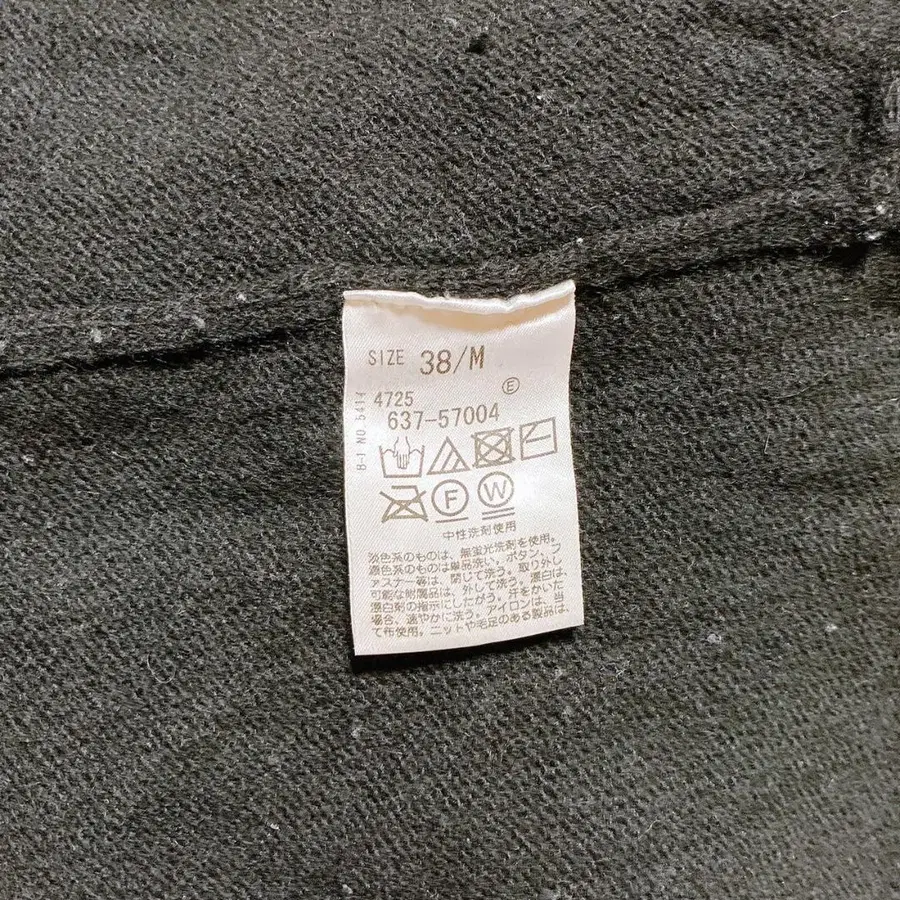 SIZE 38/M
Ⓔ
4725
637-57004
B-I NO 5414
F W
中性洗剤使用
淡色系のものは、無蛍光洗剤を使用。
濃色系のものは単品洗い。ボタン、フ
ァスナー等は、閉じて洗う。取り外し
可能な附属品は、外して洗う。漂白は、
漂白剤の指示にしたがう。汗をかいた
場合、速やかに洗う。アイロンは、当
て布使用。ニットや毛足のある製品は、